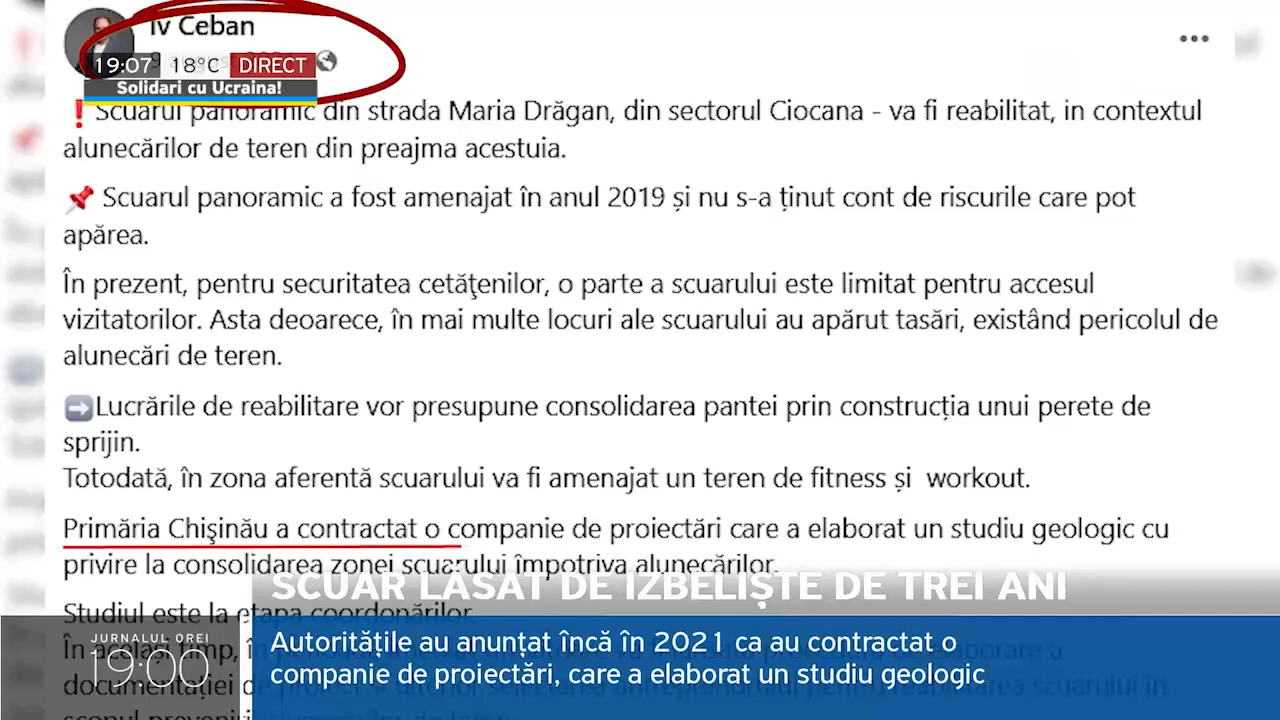 Iv Ceban
19:07 18°C DIRECT
Solidari cu Ucraina!
❗Scuarul panoramic din strada Maria Drăgan, din sectorul Ciocana - va fi reabilitat, in contextul
alunecărilor de teren din preajma acestuia.
📌 Scuarul panoramic a fost amenajat în anul 2019 și nu s-a ținut cont de riscurile care pot
apărea.
În prezent, pentru securitatea cetăţenilor, o parte a scuarului este limitat pentru accesul
vizitatorilor. Asta deoarece, în mai multe locuri ale scuarului au apărut tasări, existând pericolul de
alunecări de teren.
➡️Lucrările de reabilitare vor presupune consolidarea pantei prin construcția unui perete de
sprijin.
Totodată, în zona aferentă scuarului va fi amenajat un teren de fitness și workout.
Primăria Chişinău a contractat o companie de proiectări care a elaborat un studiu geologic cu
privire la consolidarea zonei scuarului împotriva alunecărilor.
Studiul este la etapa coordonărilor.
SCUAR LĂSAT DE IZBELIȘTE DE TREI ANI
JURNALUL OREI
19:00
Autoritățile au anunțat încă în 2021, ca au contractat o
companie de proiectări, care a elaborat un studiu geologic
În același timp,
documentației de